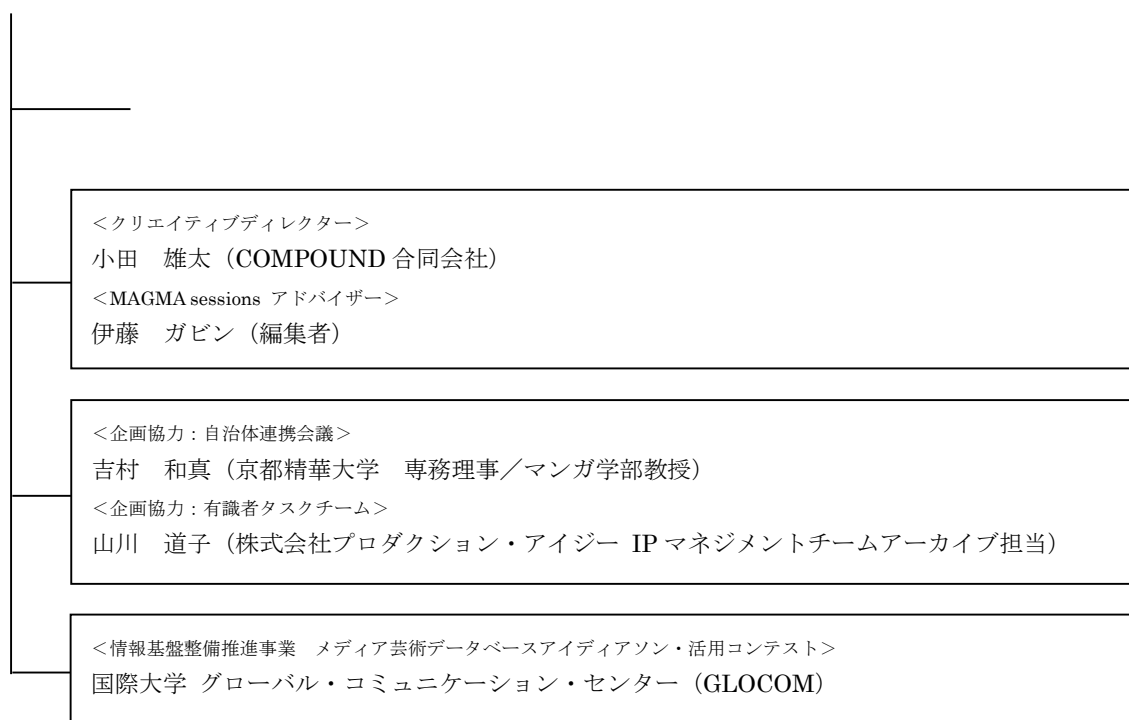 ＜クリエイティブディレクター＞
小田　雄太（COMPOUND 合同会社）
＜MAGMA sessions アドバイザー＞
伊藤　ガビン（編集者）
＜企画協力：自治体連携会議＞
吉村　和真（京都精華大学　専務理事／マンガ学部教授）
＜企画協力：有識者タスクチーム＞
山川　道子（株式会社プロダクション・アイジー IP マネジメントチームアーカイブ担当）
＜情報基盤整備推進事業　メディア芸術データベースアイディアソン・活用コンテスト＞
国際大学 グローバル・コミュニケーション・センター（GLOCOM）